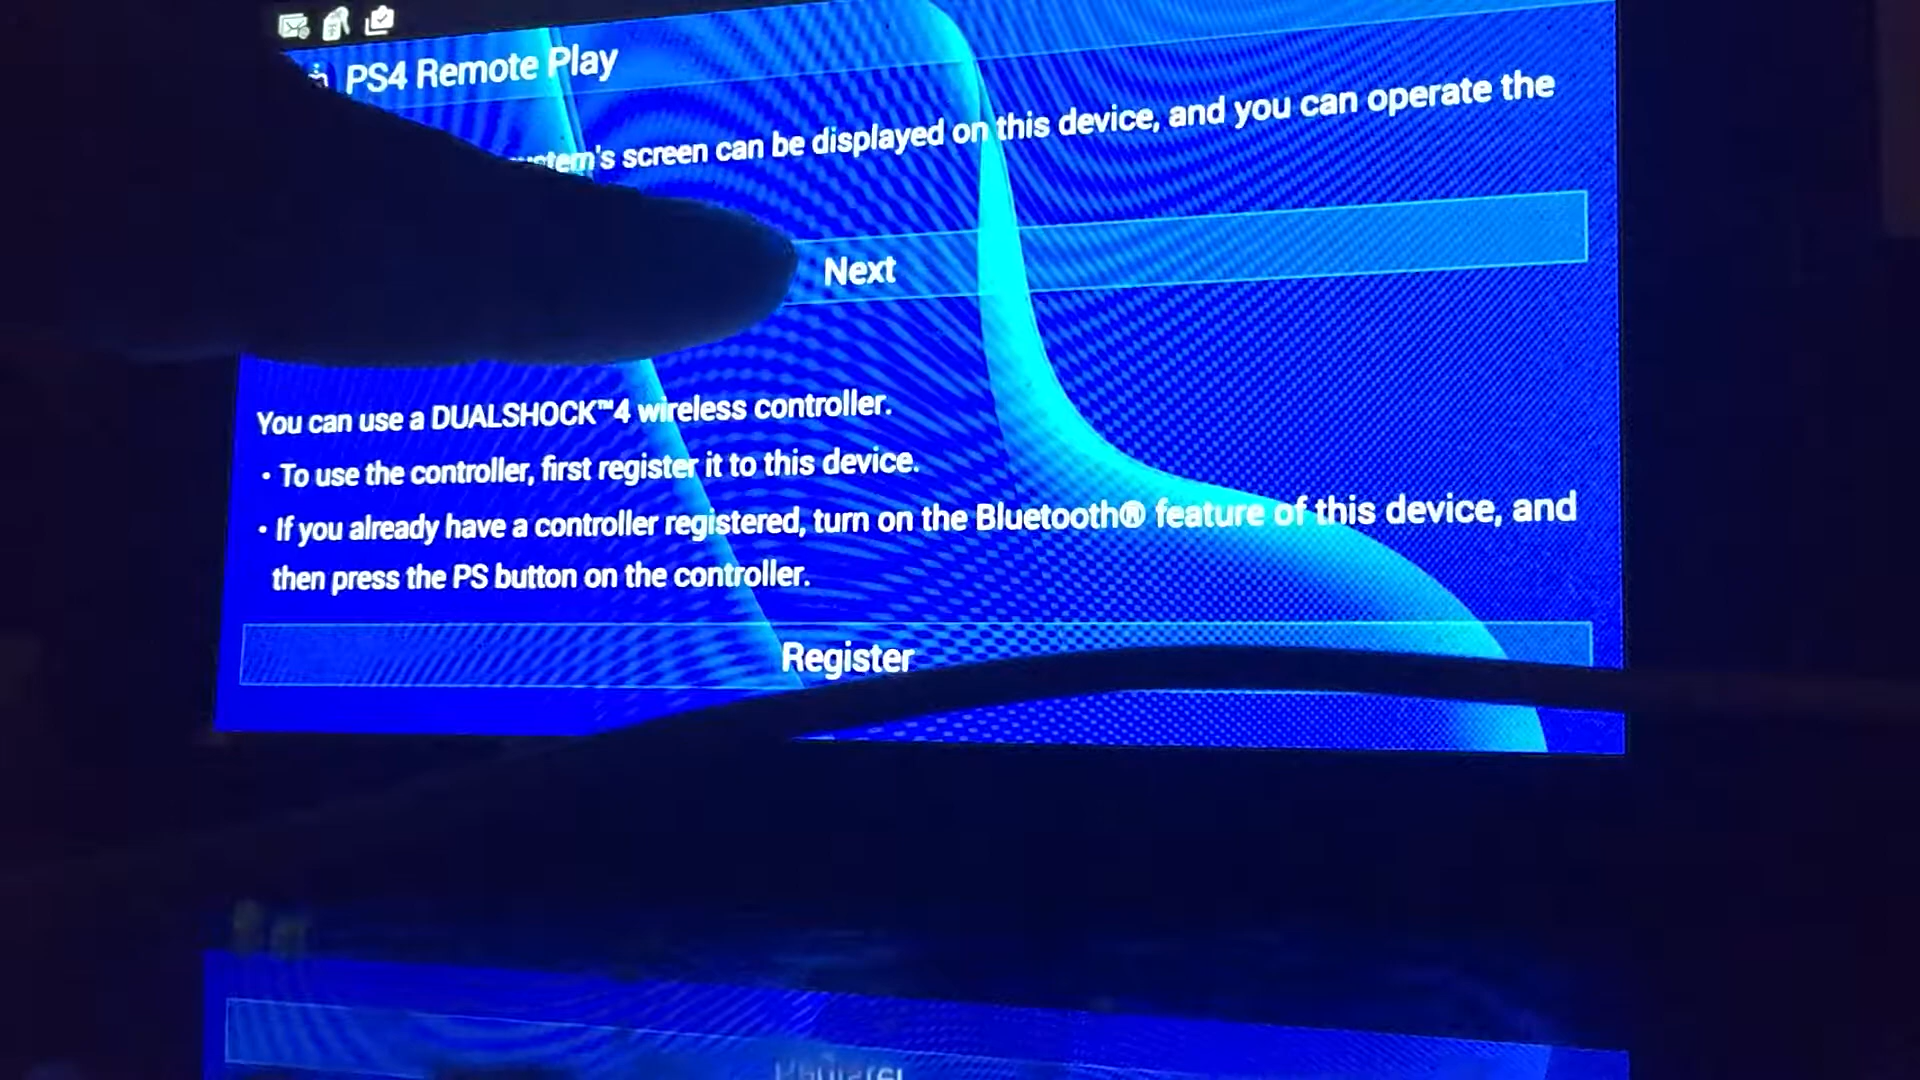 PS4 Remote Play
system's screen can be displayed on this device, and you can operate the
Next
You can use a DUALSHOCK™4 wireless controller.
• To use the controller, first register it to this device.
• If you already have a controller registered, turn on the Bluetooth® feature of this device, and
then press the PS button on the controller.
Register
Register